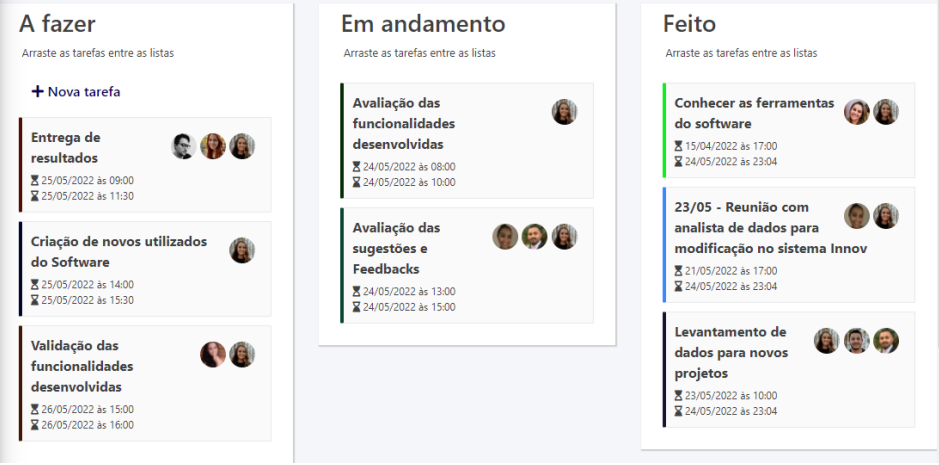 A fazer
Arraste as tarefas entre as listas
Nova tarefa
Entrega de
resultados
25/05/2022 às 09:00
25/05/2022 às 11:30
Criação de novos utilizados
do Software
25/05/2022 às 14:00
25/05/2022 às 15:30
Validação das
funcionalidades
desenvolvidas
26/05/2022 às 15:00
26/05/2022 às 16:00
Em andamento
Arraste as tarefas entre as listas
Avaliação das
funcionalidades
desenvolvidas
24/05/2022 às 08:00
24/05/2022 às 10:00
Avaliação das
sugestões e
Feedbacks
24/05/2022 às 13:00
24/05/2022 às 15:00
Feito
Arraste as tarefas entre as listas
Conhecer as ferramentas
do software
15/04/2022 às 17:00
24/05/2022 às 23:04
23/05 - Reunião com
analista de dados para
modificação no sistema Innov
21/05/2022 às 17:00
24/05/2022 às 23:04
Levantamento de
dados para novos
projetos
23/05/2022 às 10:00
24/05/2022 às 23:04